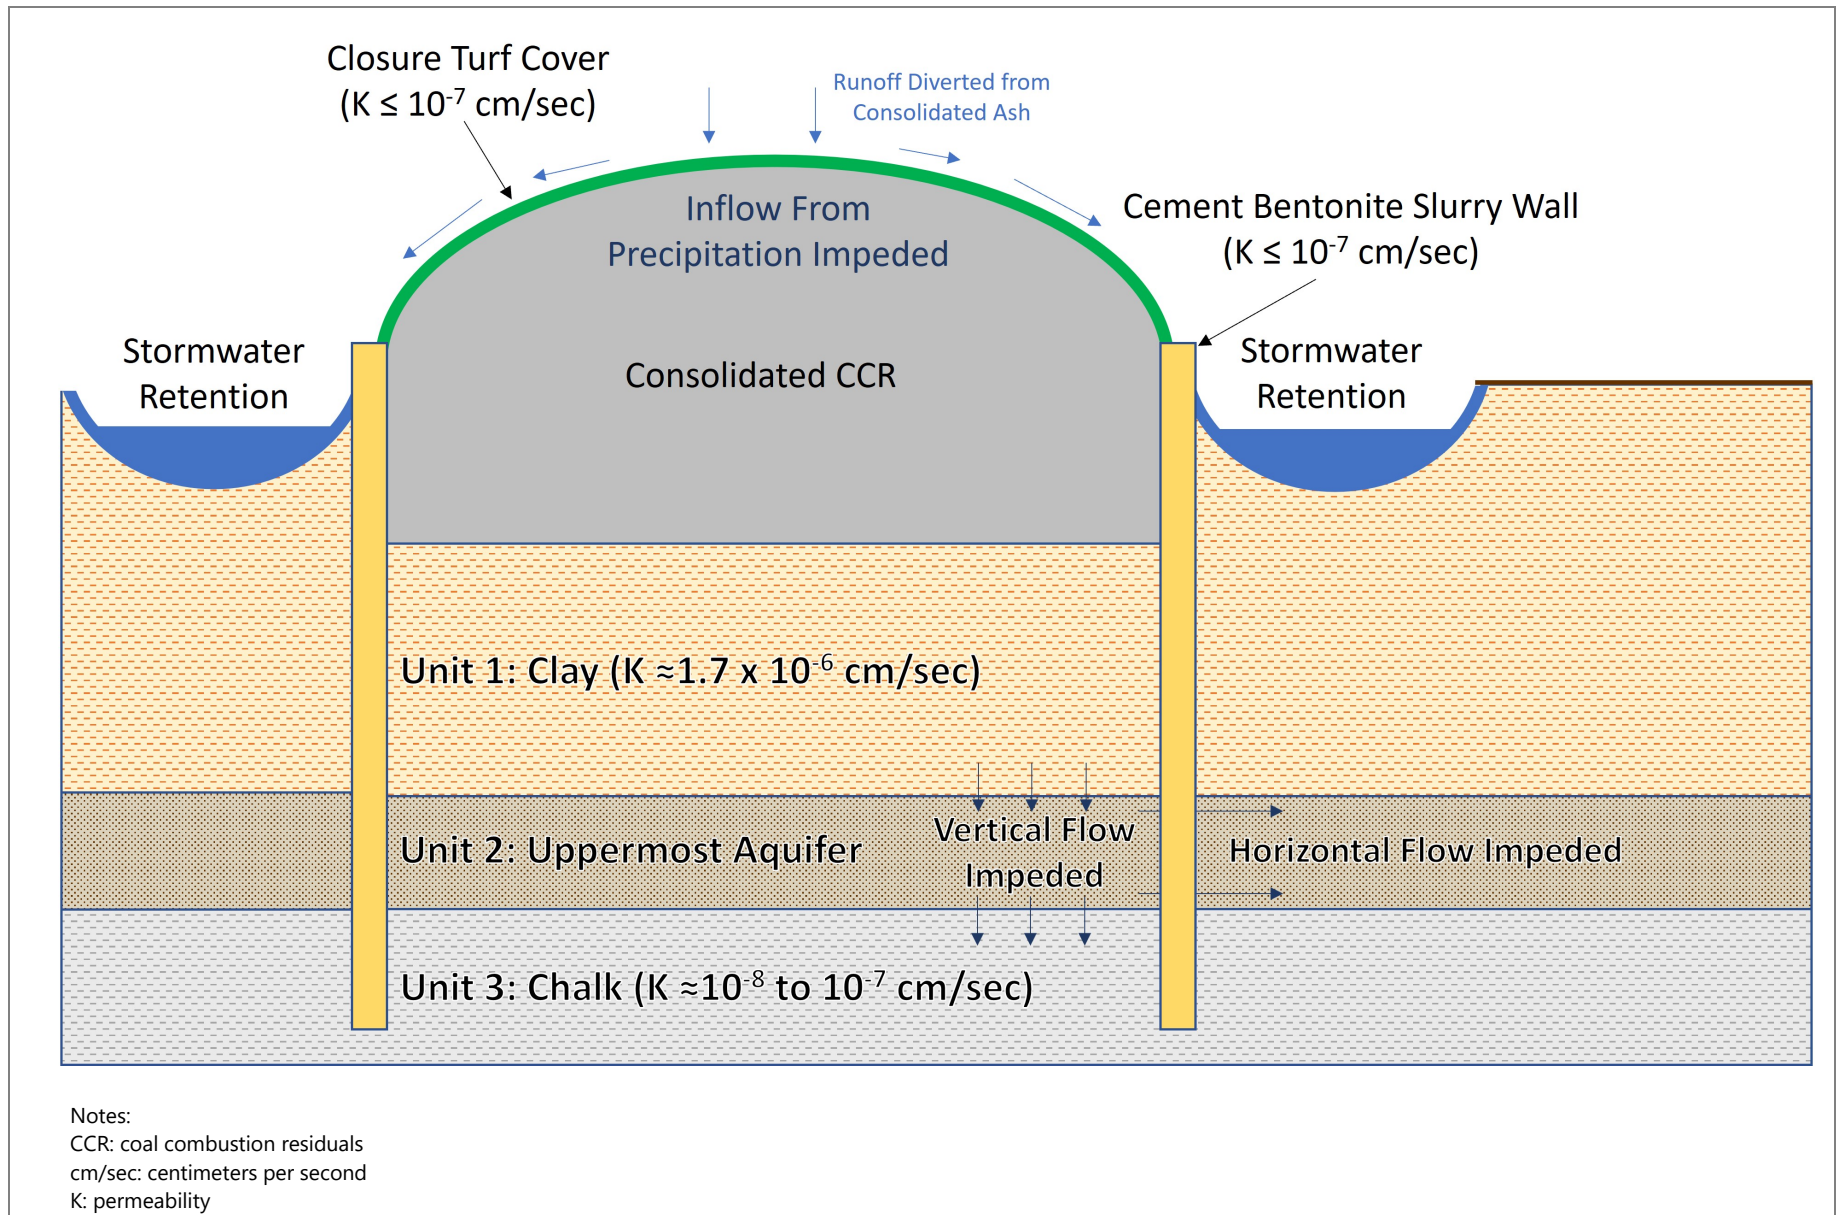 Closure Turf Cover
(K ≤ 10⁻⁷ cm/sec)
Runoff Diverted from
Consolidated Ash
Inflow From
Precipitation Impeded
Cement Bentonite Slurry Wall
(K ≤ 10⁻⁷ cm/sec)
Stormwater
Retention
Consolidated CCR
Stormwater
Retention
Unit 1: Clay (K ≈1.7 x 10⁻⁶ cm/sec)
Unit 2: Uppermost Aquifer
Vertical Flow
Impeded
Horizontal Flow Impeded
Unit 3: Chalk (K ≈10⁻⁸ to 10⁻⁷ cm/sec)
Notes:
CCR: coal combustion residuals
cm/sec: centimeters per second
K: permeability